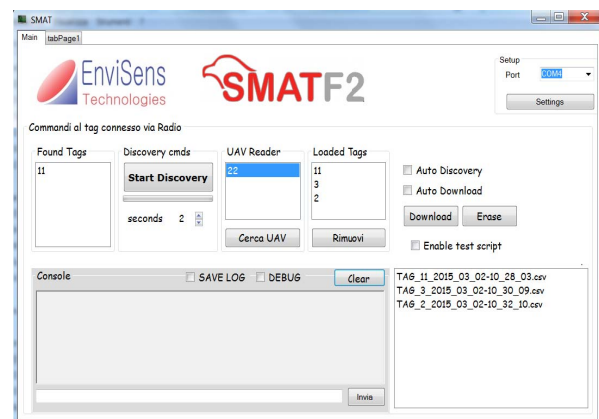 SMAT
Main tabPage1
EnviSens
Technologies
SMATF2
Setup
Port COM4
Settings
Commandi al tag connesso via Radio
Found Tags
11
Discovery cmds
Start Discovery
seconds 2
UAV Reader
22
Cerca UAV
Loaded Tags
11
3
2
Rimuovi
Auto Discovery
Auto Download
Download Erase
Enable test script
Console SAVE LOG DEBUG Clear
Invia
TAG_11_2015_03_02-10_28_03.csv
TAG_3_2015_03_02-10_30_09.csv
TAG_2_2015_03_02-10_32_10.csv